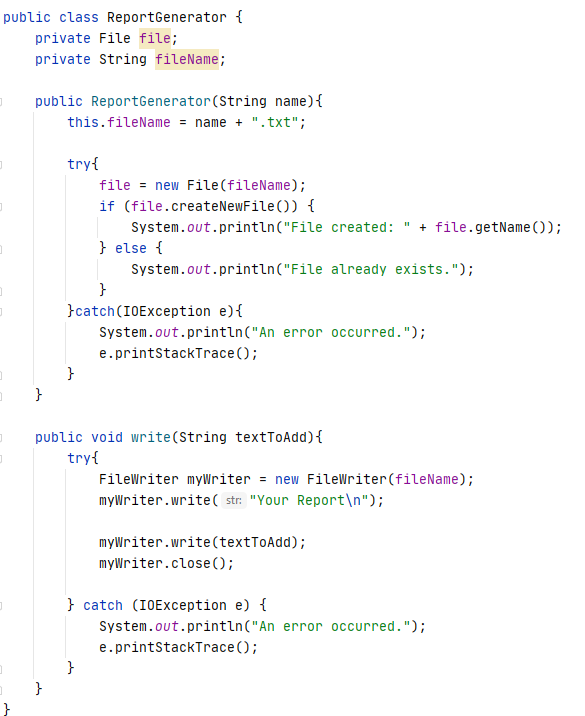 public class ReportGenerator {
    private File file;
    private String fileName;

    public ReportGenerator(String name){
        this.fileName = name + ".txt";

        try{
            file = new File(fileName);
            if (file.createNewFile()) {
                System.out.println("File created: " + file.getName());
            } else {
                System.out.println("File already exists.");
            }
        }catch(IOException e){
            System.out.println("An error occurred.");
            e.printStackTrace();
        }
    }

    public void write(String textToAdd){
        try{
            FileWriter myWriter = new FileWriter(fileName);
            myWriter.write( str: "Your Report\n");

            myWriter.write(textToAdd);
            myWriter.close();

        } catch (IOException e) {
            System.out.println("An error occurred.");
            e.printStackTrace();
        }
    }
}